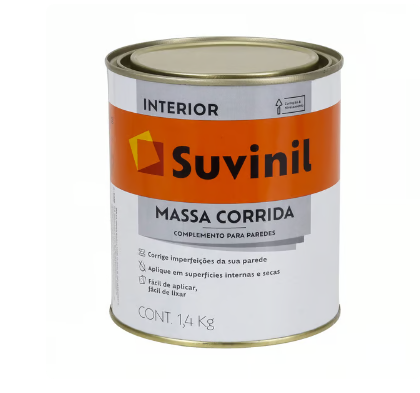 INTERIOR
Suvinil
MASSA CORRIDA
COMPLEMENTO PARA PAREDES
Corrige imperfeições da sua parede
Aplique em superfícies internas e secas
Fácil de aplicar,
fácil de lixar
CONT. 1,4 Kg